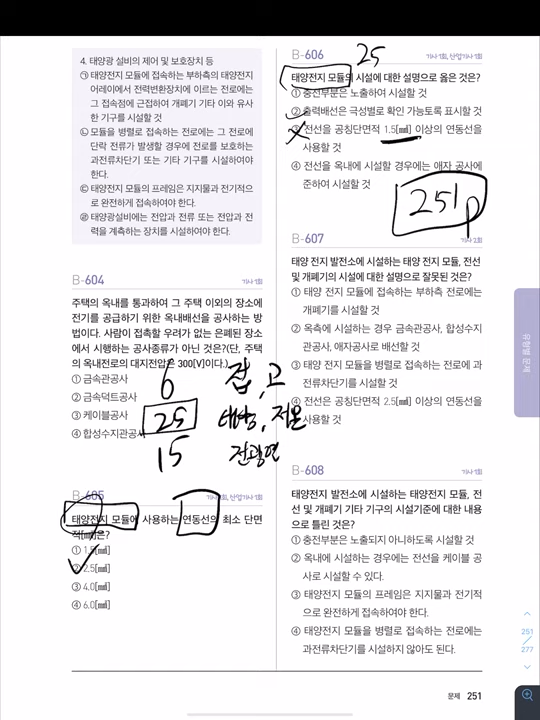 4. 태양광 설비의 제어 및 보호장치 등
㉠ 태양전지 모듈에 접속하는 부하측의 태양전지
어레이에서 전력변환장치에 이르는 전로에는
그 접속점에 근접하여 개폐기 기타 이와 유사
한 기구를 시설할 것
㉡ 모듈을 병렬로 접속하는 전로에는 그 전로에
단락 전류가 발생할 경우에 전로를 보호하는
과전류차단기 또는 기타 기구를 시설하여야
한다.
㉢ 태양전지 모듈의 프레임은 지지물과 전기적으
로 완전하게 접속하여야 한다.
㉣ 태양광설비에는 전압과 전류 또는 전압과 전
력을 계측하는 장치를 시설하여야 한다.
B-604
기사 1회
주택의 옥내를 통과하여 그 주택 이외의 장소에
전기를 공급하기 위한 옥내배선을 공사하는 방
법이다. 사람이 접촉할 우려가 없는 은폐된 장소
에서 시행하는 공사종류가 아닌 것은?(단, 주택
의 옥내전로의 대지전압은 300[V]이다.)
① 금속관공사
② 금속덕트공사
③ 케이블공사
④ 합성수지관공사
6 접, 고
25 태양, 저온
15 전광연
B-605
기사 1회, 산업기사 1회
태양전지 모듈에 사용하는 연동선의 최소 단면
적[㎟]은?
① 1.5[㎟]
② 2.5[㎟]
③ 4.0[㎟]
④ 6.0[㎟]
B-606
기사 1회, 산업기사 1회
25
태양전지 모듈의 시설에 대한 설명으로 옳은 것은?
① 충전부분은 노출하여 시설할 것
② 출력배선은 극성별로 확인 가능토록 표시할 것
③ 전선을 공칭단면적 1.5[㎟] 이상의 연동선을
사용할 것
④ 전선을 옥내에 시설할 경우에는 애자 공사에
준하여 시설할 것
251p
B-607
기사 2회
태양 전지 발전소에 시설하는 태양 전지 모듈, 전선
및 개폐기의 시설에 대한 설명으로 잘못된 것은?
① 태양 전지 모듈에 접속하는 부하측 전로에는
개폐기를 시설할 것
② 옥측에 시설하는 경우 금속관공사, 합성수지
관공사, 애자공사로 배선할 것
③ 태양 전지 모듈을 병렬로 접속하는 전로에 과
전류차단기를 시설할 것
④ 전선은 공칭단면적 2.5[㎟] 이상의 연동선을
사용할 것
B-608
기사 1회
태양전지 발전소에 시설하는 태양전지 모듈, 전
선 및 개폐기 기타 기구의 시설기준에 대한 내용
으로 틀린 것은?
① 충전부분은 노출되지 아니하도록 시설할 것
② 옥내에 시설하는 경우에는 전선을 케이블 공
사로 시설할 수 있다.
③ 태양전지 모듈의 프레임은 지지물과 전기적
으로 완전하게 접속하여야 한다.
④ 태양전지 모듈을 병렬로 접속하는 전로에는
과전류차단기를 시설하지 않아도 된다.
유형별 문제
251
277
문제 251